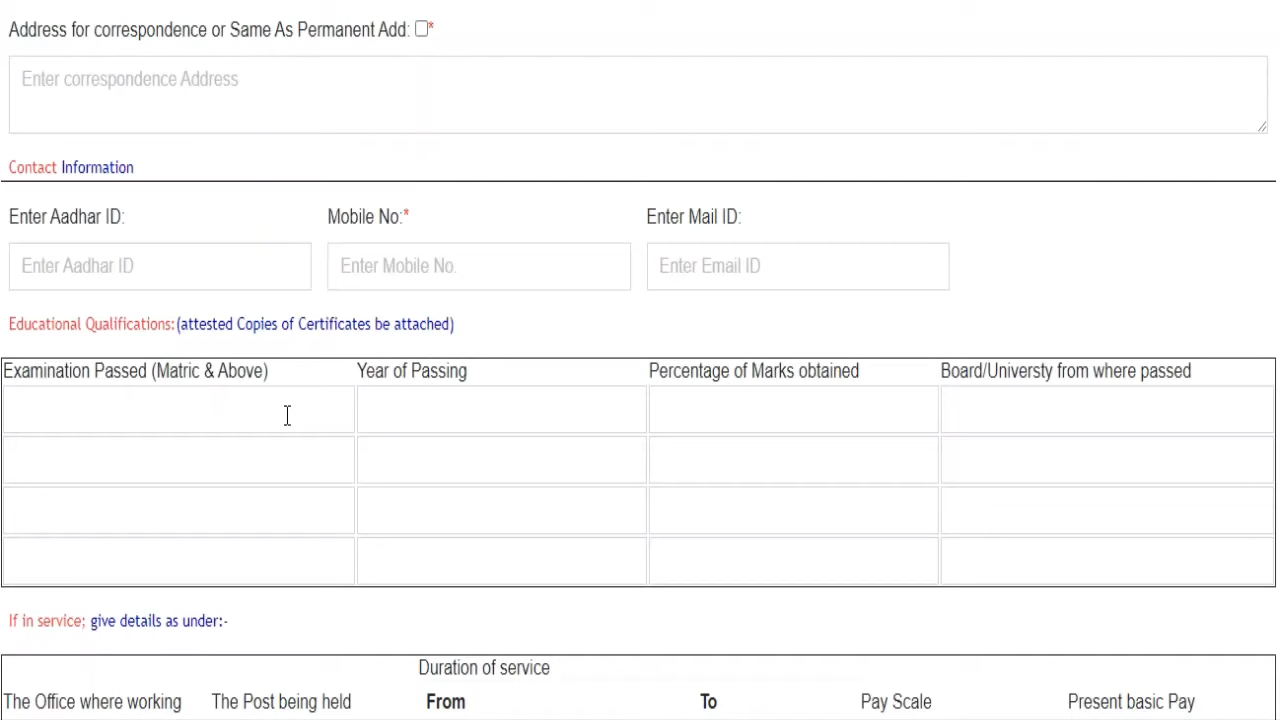 Address for correspondence or Same As Permanent Add: *
Enter correspondence Address
Contact Information
Enter Aadhar ID: Mobile No:* Enter Mail ID:
Enter Aadhar ID Enter Mobile No. Enter Email ID
Educational Qualifications:(attested Copies of Certificates be attached)
Examination Passed (Matric & Above) Year of Passing Percentage of Marks obtained Board/Universty from where passed
If in service; give details as under:-
Duration of service
The Office where working The Post being held From To Pay Scale Present basic Pay